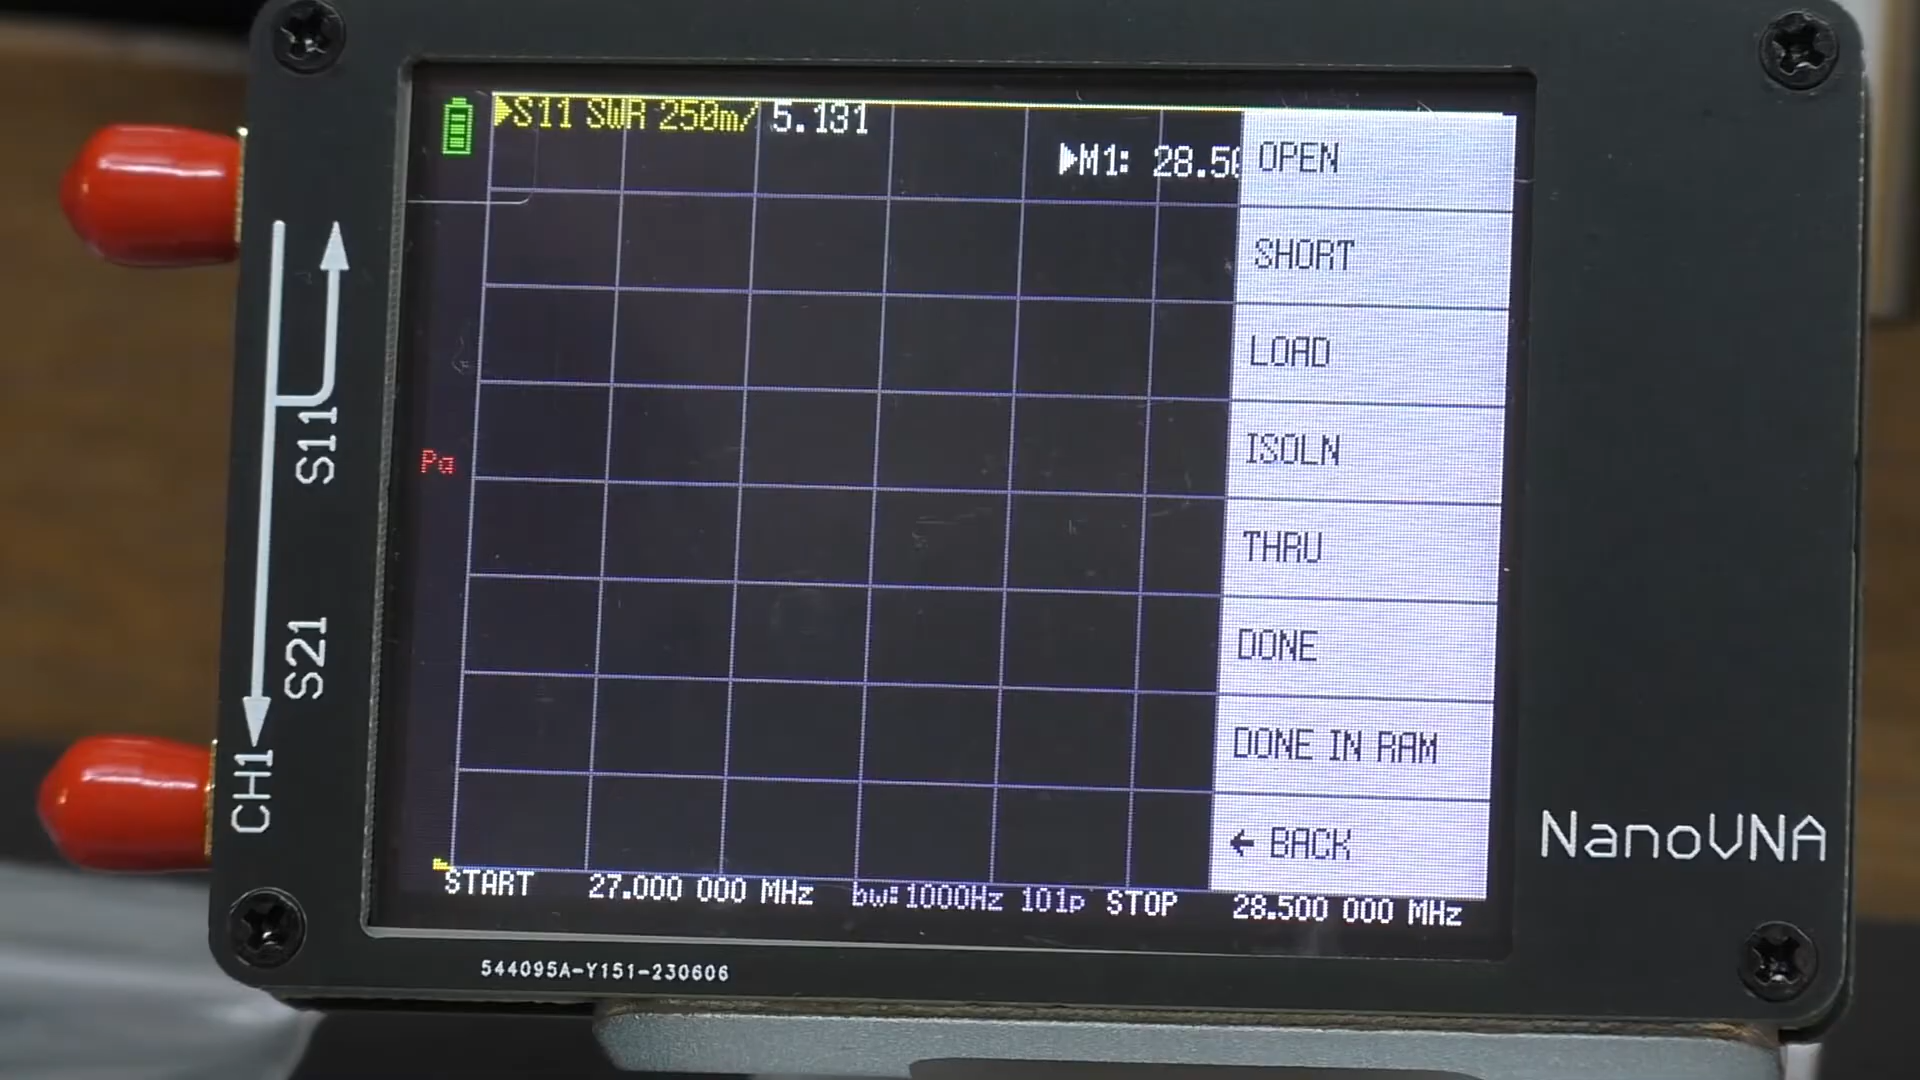 S11 SWR 250m/ 5.131
M1: 28.50
OPEN
SHORT
LOAD
ISOLN
THRU
DONE
DONE IN RAM
← BACK
Pa
START 27.000 000 MHz bw:1000Hz 101p STOP 28.500 000 MHz
S11
S21
CH1
NanoVNA
544095A-Y151-230606